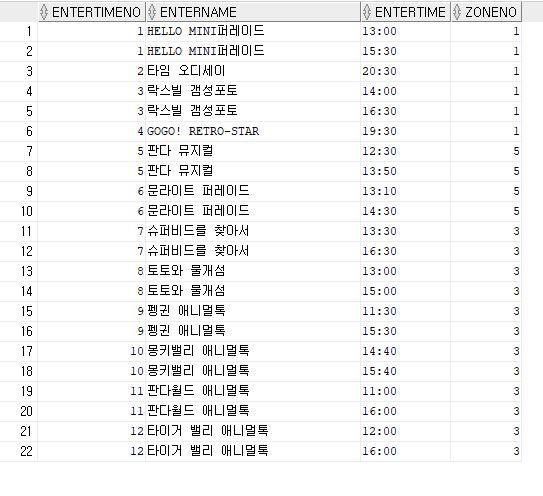 ENTERTIMENO ENTERNAME ENTERTIME ZONENO
1 1 HELLO MINI퍼레이드 13:00 1
2 1 HELLO MINI퍼레이드 15:30 1
3 2 타임 오디세이 20:30 1
4 3 락스빌 갬성포토 14:00 1
5 3 락스빌 갬성포토 16:30 1
6 4 GOGO! RETRO-STAR 19:30 1
7 5 판다 뮤지컬 12:30 5
8 5 판다 뮤지컬 13:50 5
9 6 문라이트 퍼레이드 13:10 5
10 6 문라이트 퍼레이드 14:30 5
11 7 슈퍼비드를 찾아서 13:30 3
12 7 슈퍼비드를 찾아서 16:30 3
13 8 토토와 물개섬 13:00 3
14 8 토토와 물개섬 15:00 3
15 9 펭귄 애니멀톡 11:30 3
16 9 펭귄 애니멀톡 15:30 3
17 10 몽키밸리 애니멀톡 14:40 3
18 10 몽키밸리 애니멀톡 15:40 3
19 11 판다월드 애니멀톡 11:00 3
20 11 판다월드 애니멀톡 16:00 3
21 12 타이거 밸리 애니멀톡 12:00 3
22 12 타이거 밸리 애니멀톡 16:00 3